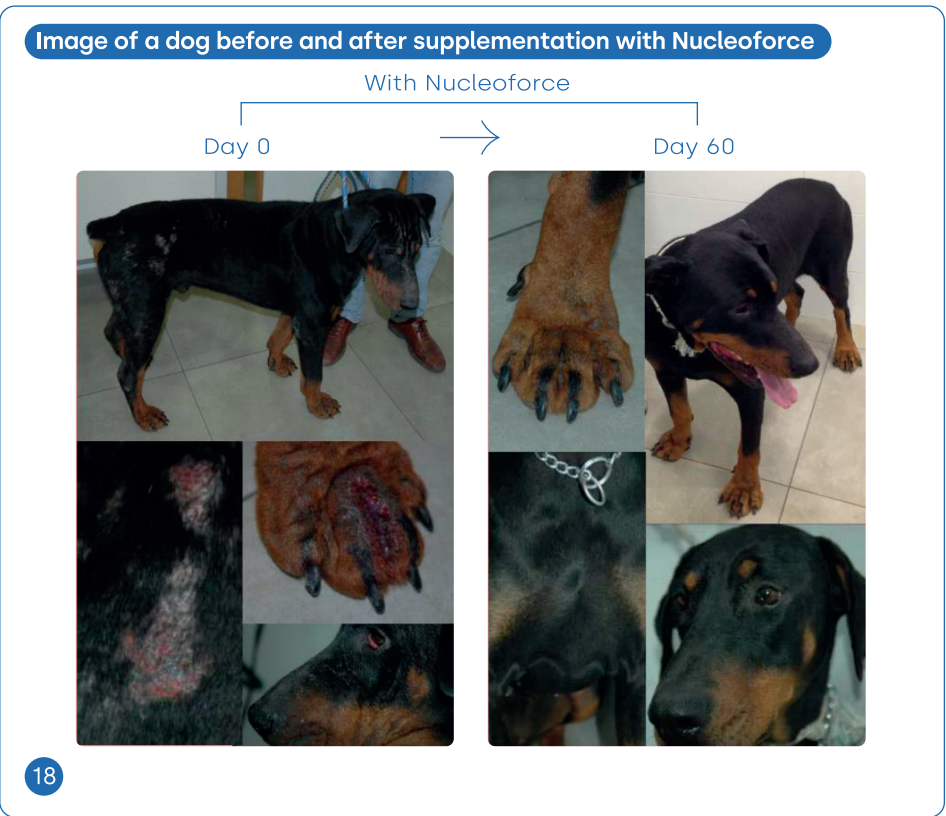 Image of a dog before and after supplementation with Nucleoforce
With Nucleoforce
Day 0
Day 60
18